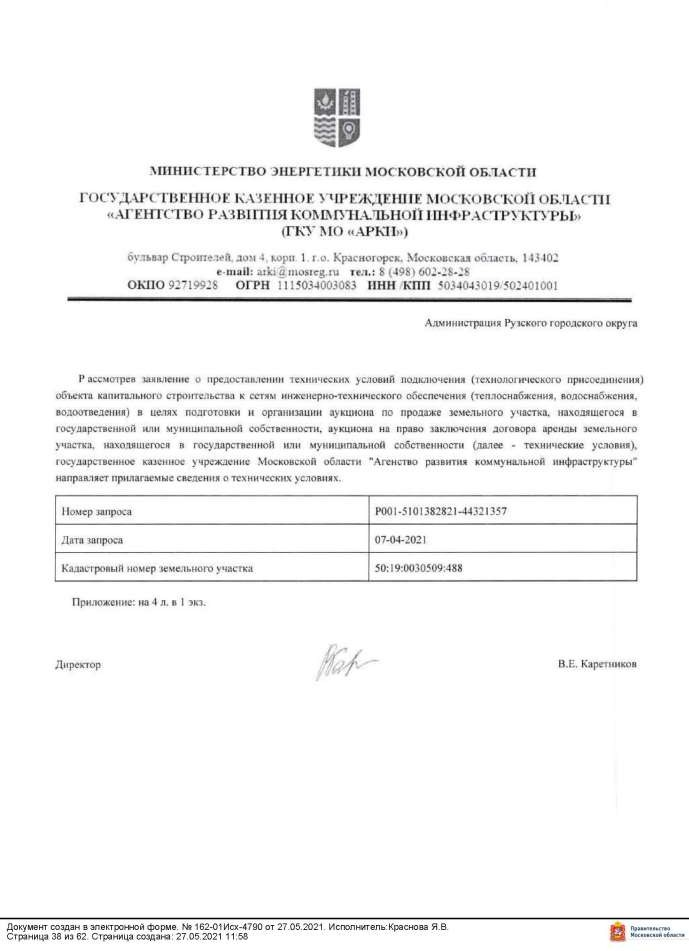 МИНИСТЕРСТВО ЭНЕРГЕТИКИ МОСКОВСКОЙ ОБЛАСТИ
ГОСУДАРСТВЕННОЕ КАЗЕННОЕ УЧРЕЖДЕНИЕ МОСКОВСКОЙ ОБЛАСТИ
«АГЕНТСТВО РАЗВИТИЯ КОММУНАЛЬНОЙ ИНФРАСТРУКТУРЫ»
(ГКУ МО «АРКИ»)
бульвар Строителей, дом 4, корп. 1. г.о. Красногорск, Московская область, 143402
e-mail: arki@mosreg.ru тел.: 8 (498) 602-28-28
ОКПО 92719928 ОГРН 1115034003083 ИНН /КПП 5034043019/502401001
Администрация Рузского городского округа
Рассмотрев заявление о предоставлении технических условий подключения (технологического присоединения)
объекта капитального строительства к сетям инженерно-технического обеспечения (теплоснабжения, водоснабжения,
водоотведения) в целях подготовки и организации аукциона по продаже земельного участка, находящегося в
государственной или муниципальной собственности, аукциона на право заключения договора аренды земельного
участка, находящегося в государственной или муниципальной собственности (далее - технические условия),
государственное казенное учреждение Московской области "Агенство развития коммунальной инфраструктуры"
направляет прилагаемые сведения о технических условиях.
Номер запроса P001-5101382821-44321357
Дата запроса 07-04-2021
Кадастровый номер земельного участка 50:19:0030509:488
Приложение: на 4 л. в 1 экз.
Директор В.Е. Каретников
Документ создан в электронной форме. № 162-01Исх-4790 от 27.05.2021. Исполнитель:Краснова Я.В.
Страница 38 из 62. Страница создана: 27.05.2021 11:58
Правительство
Московской области